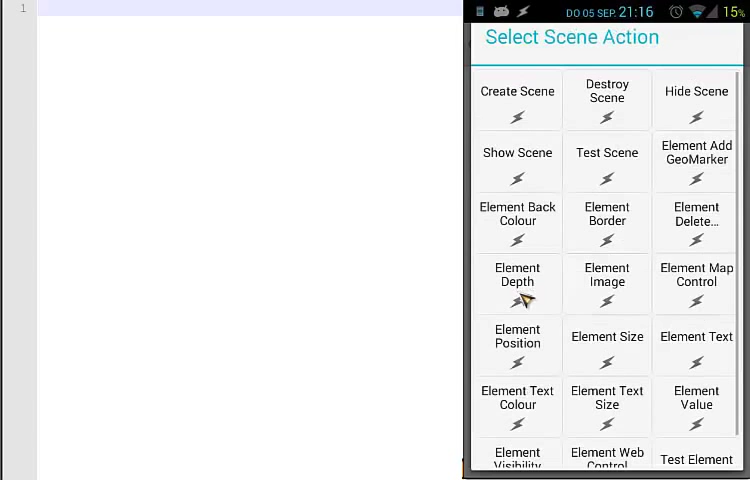 1
DO 05 SEP. 21:16 15%
Select Scene Action
Create Scene
Destroy
Scene
Hide Scene
Show Scene
Test Scene
Element Add
GeoMarker
Element Back
Colour
Element
Border
Element
Delete...
Element
Depth
Element
Image
Element Map
Control
Element
Position
Element Size
Element Text
Element Text
Colour
Element Text
Size
Element
Value
Element
Visibility
Element Web
Control
Test Element